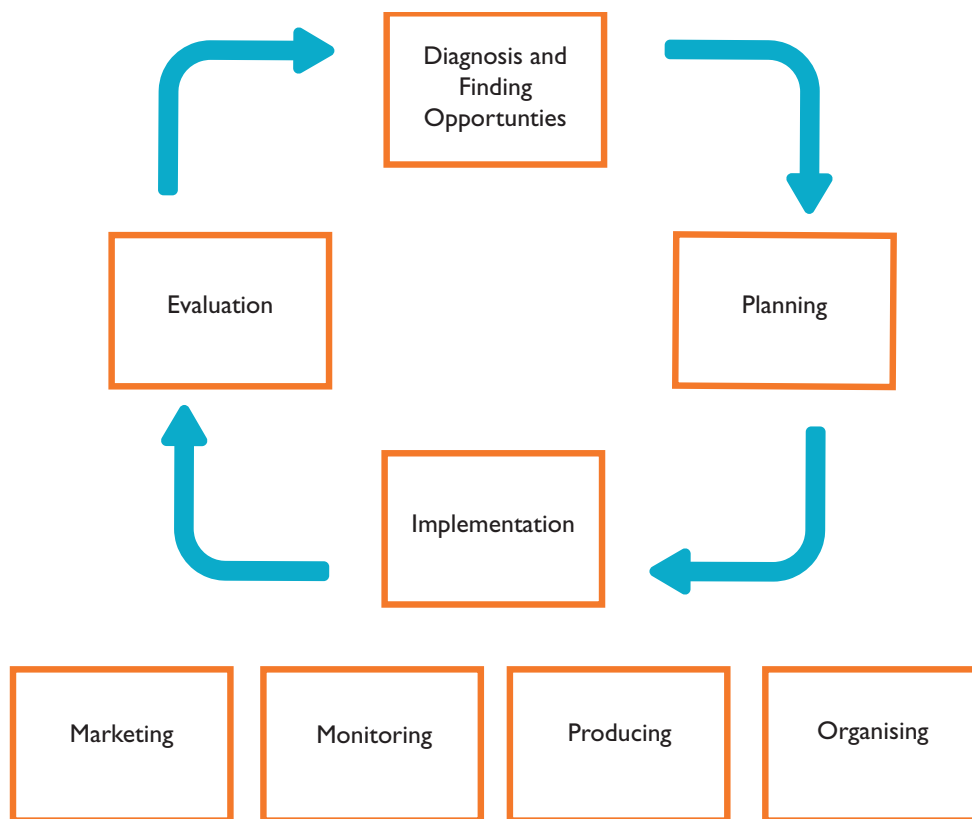 Diagnosis and
Finding
Opportunties
Evaluation
Planning
Implementation
Marketing
Monitoring
Producing
Organising